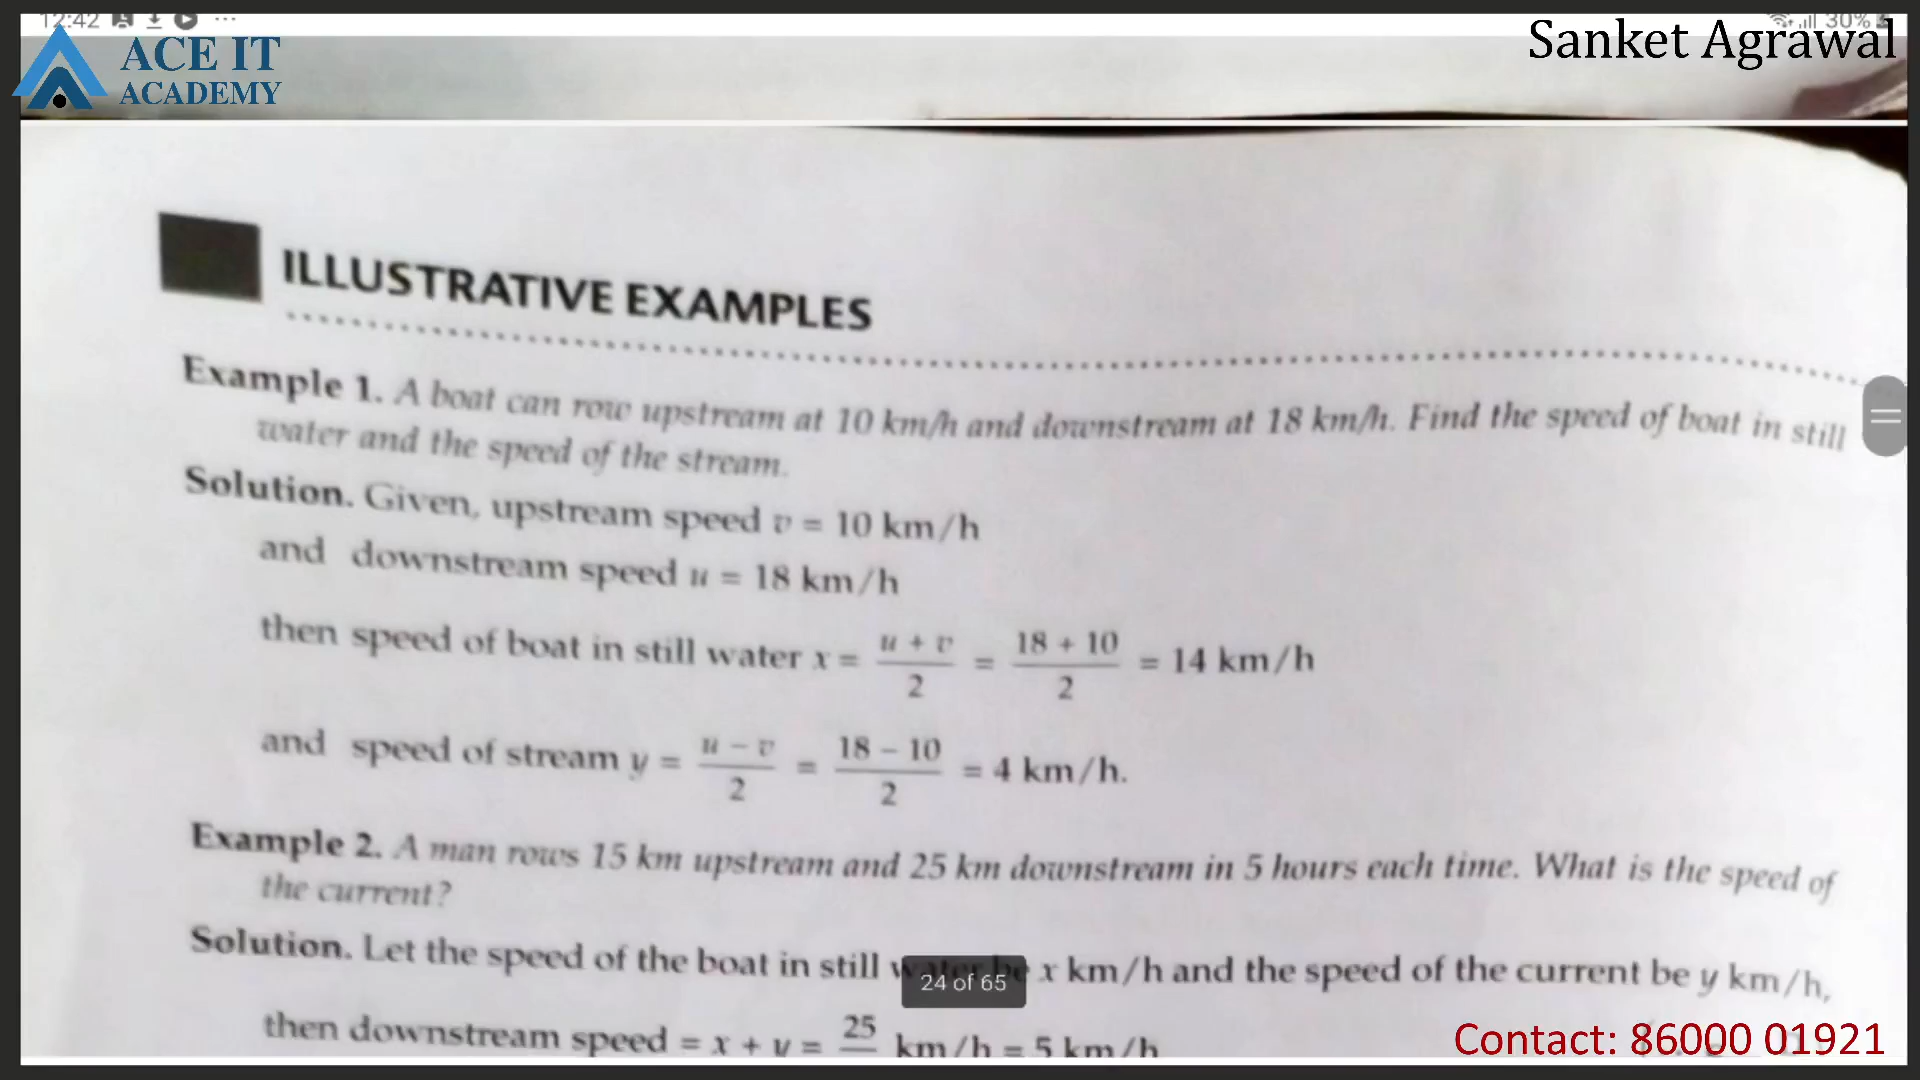 12:42
30%
ACE IT
ACADEMY
Sanket Agrawal
ILLUSTRATIVE EXAMPLES
Example 1. A boat can row upstream at 10 km/h and downstream at 18 km/h. Find the speed of boat in still
water and the speed of the stream.
Solution. Given, upstream speed v = 10 km/h
and downstream speed u = 18 km/h
then speed of boat in still water x = (u + v)/2 = (18 + 10)/2 = 14 km/h
and speed of stream y = (u − v)/2 = (18 − 10)/2 = 4 km/h.
Example 2. A man rows 15 km upstream and 25 km downstream in 5 hours each time. What is the speed of
the current?
Solution. Let the speed of the boat in still x km/h and the speed of the current be y km/h,
24 of 65
then downstream speed = x + y = 25 km/h = 5 km/h
Contact: 86000 01921